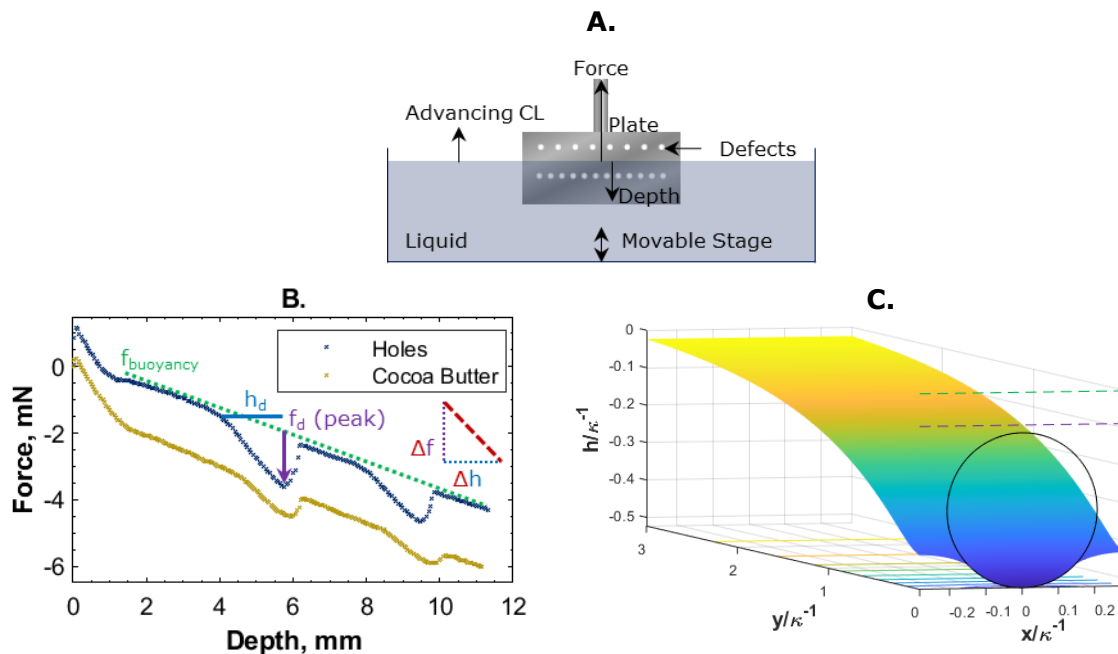 A.
Force
Advancing CL
Plate
Defects
Depth
Liquid
Movable Stage
B.
Holes
Cocoa Butter
f_buoyancy
h_d
f_d (peak)
Δf
Δh
Force, mN
0
-2
-4
-6
0 2 4 6 8 10 12
Depth, mm
C.
h/κ⁻¹
0
-0.1
-0.2
-0.3
-0.4
-0.5
3
2
1
0
y/κ⁻¹
-0.2 -0.1 0 0.1 0.2
x/κ⁻¹